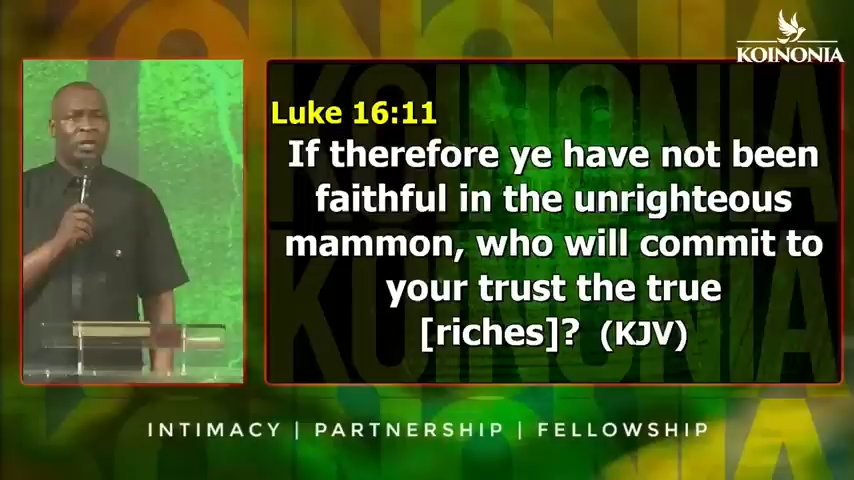 KOINONIA
Luke 16:11
If therefore ye have not been
faithful in the unrighteous
mammon, who will commit to
your trust the true
[riches]? (KJV)
INTIMACY | PARTNERSHIP | FELLOWSHIP